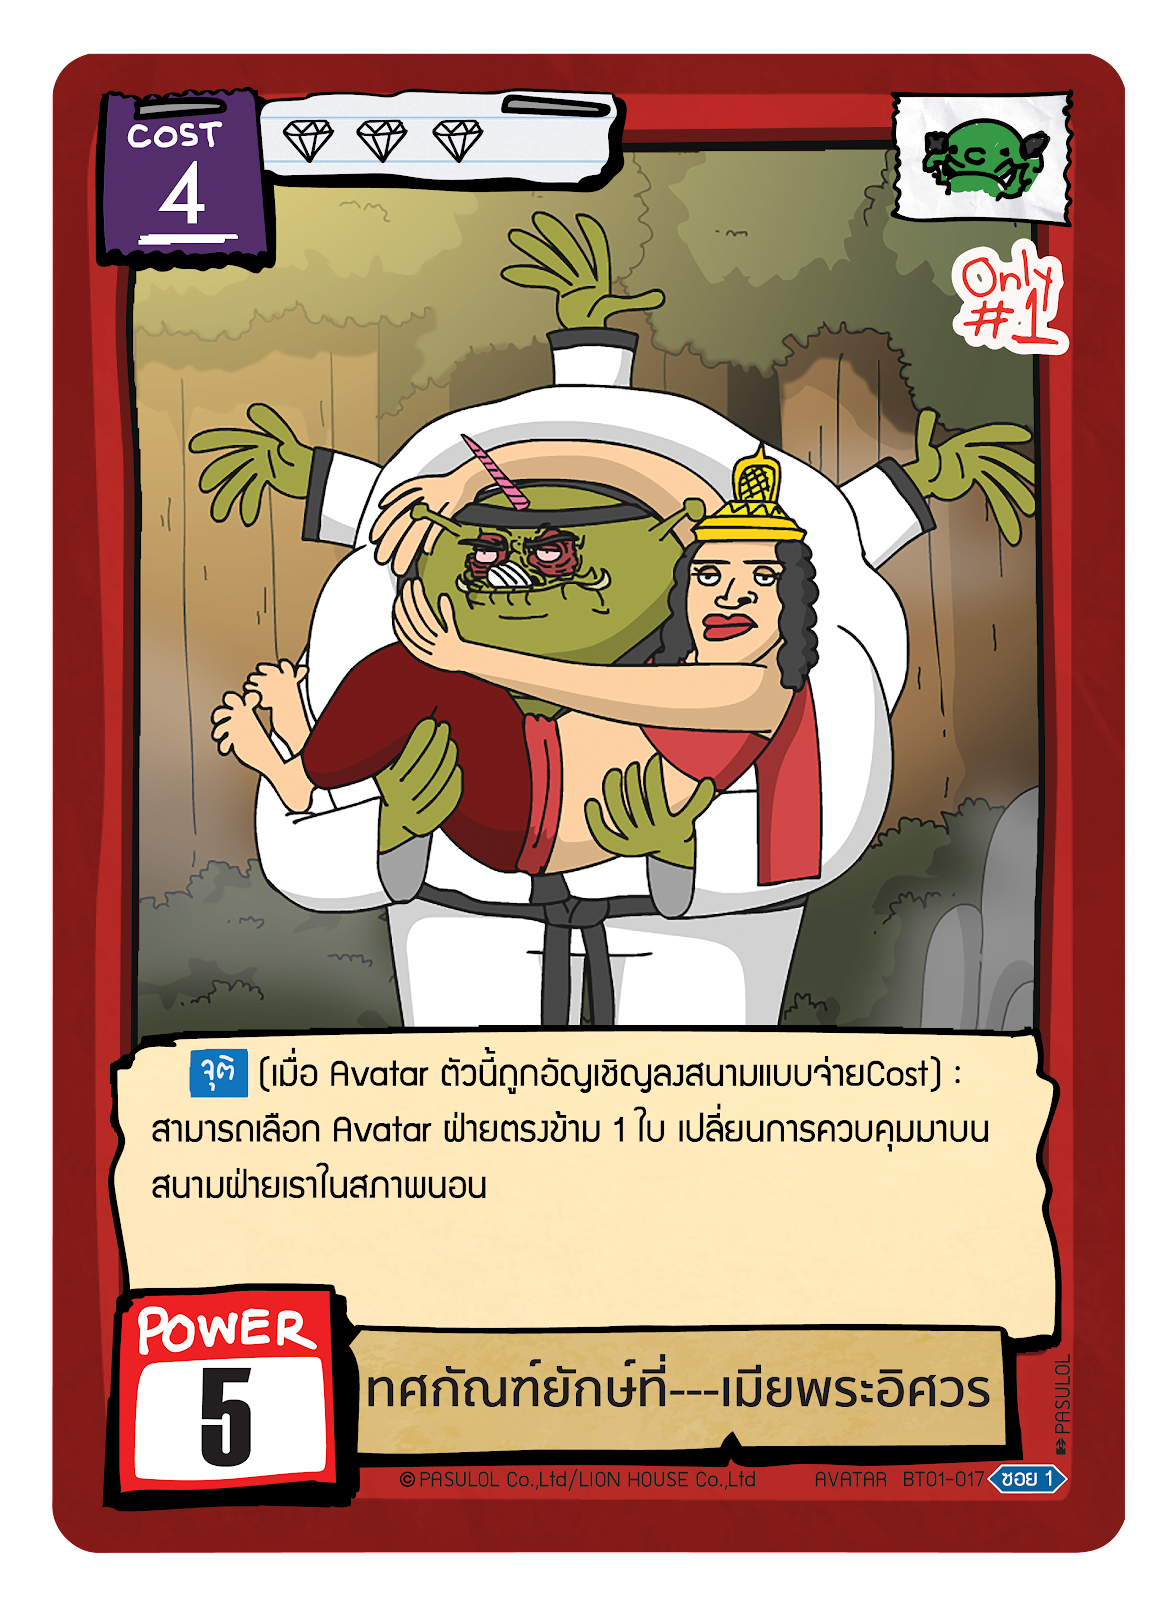 COST
4
Only
#1
จุติ (เมื่อ Avatar ตัวนี้ถูกอัญเชิญลงสนามแบบจ่ายCost) :
สามารถเลือก Avatar ฝ่ายตรงข้าม 1 ใบ เปลี่ยนการควบคุมมาบน
สนามฝ่ายเราในสภาพนอน
POWER
5
ทศกัณฑ์ยักษ์ที่---เมียพระอิศวร
PASULOL
© PASULOL Co.,Ltd/LION HOUSE Co.,Ltd
AVATAR BT01-017 ซอย 1